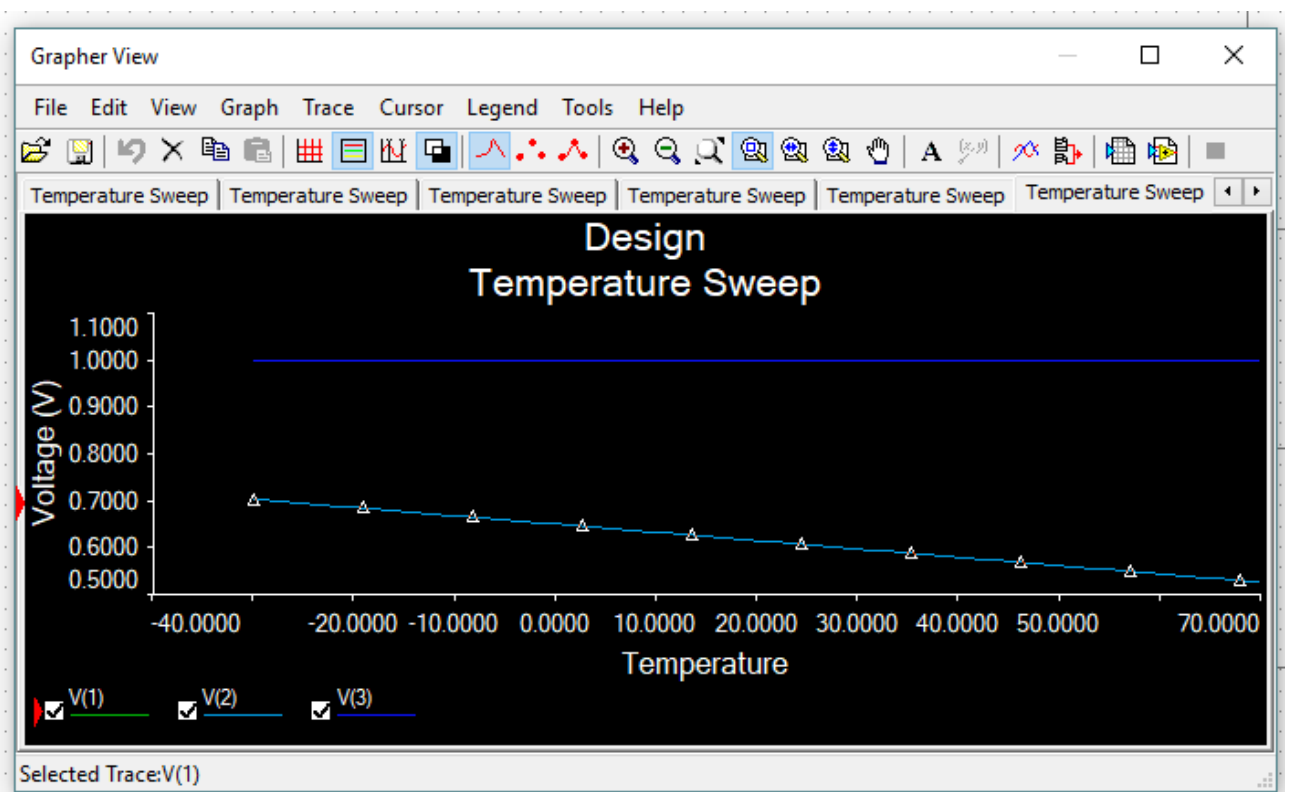 Grapher View
File Edit View Graph Trace Cursor Legend Tools Help
A (x,y)
Temperature Sweep Temperature Sweep Temperature Sweep Temperature Sweep Temperature Sweep Temperature Sweep
Design
Temperature Sweep
Voltage (V)
1.1000
1.0000
0.9000
0.8000
0.7000
0.6000
0.5000
-40.0000 -20.0000 -10.0000 0.0000 10.0000 20.0000 30.0000 40.0000 50.0000 70.0000
Temperature
V(1) V(2) V(3)
Selected Trace:V(1)